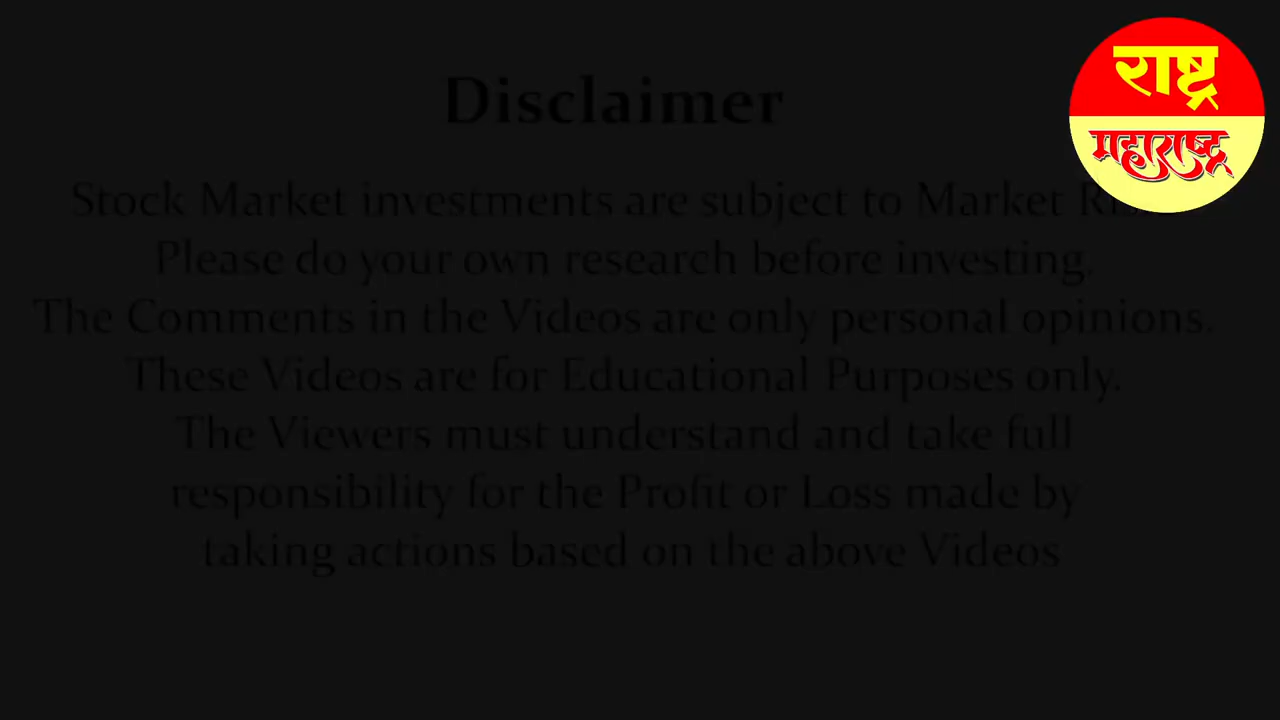 Disclaimer
राष्ट्र
महाराष्ट्र
Stock Market investments are subject to Market
Please do your own research before investing.
The Comments in the Videos are only personal opinions.
These Videos are for Educational Purposes only.
The Viewers must understand and take full
responsibility for the Profit or Loss made by
taking actions based on the above Videos